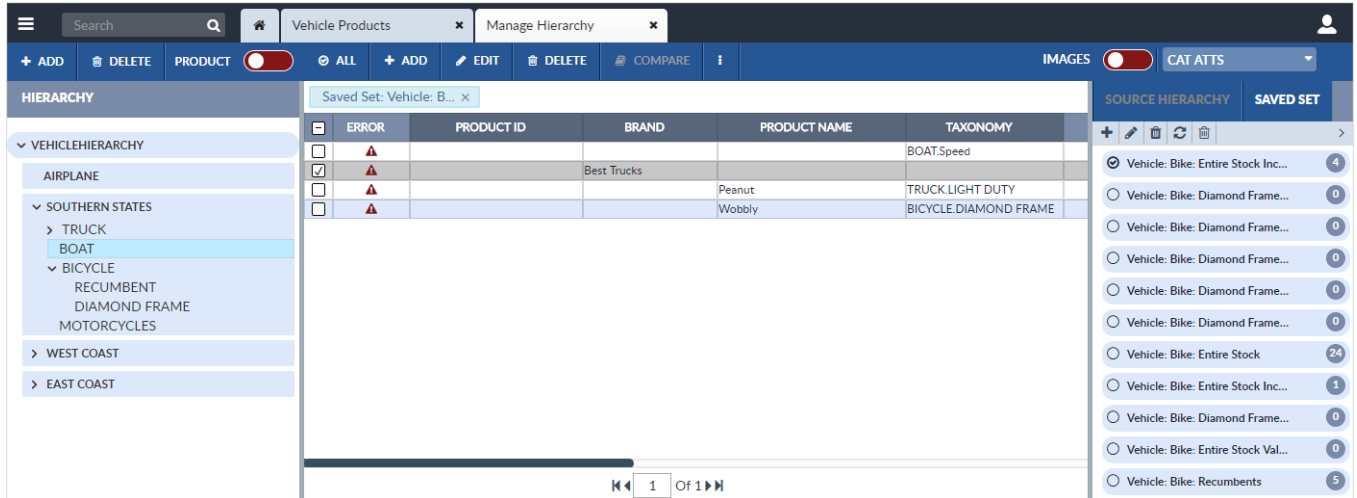 Search
Vehicle Products
Manage Hierarchy
ADD DELETE PRODUCT
ALL ADD EDIT DELETE COMPARE
IMAGES CAT ATTS
HIERARCHY
VEHICLEHIERARCHY
AIRPLANE
SOUTHERN STATES
TRUCK
BOAT
BICYCLE
RECUMBENT
DIAMOND FRAME
MOTORCYCLES
WEST COAST
EAST COAST
Saved Set: Vehicle: B...
ERROR PRODUCT ID BRAND PRODUCT NAME TAXONOMY
BOAT.Speed
Best Trucks
Peanut TRUCK.LIGHT DUTY
Wobbly BICYCLE.DIAMOND FRAME
1 Of 1
SOURCE HIERARCHY SAVED SET
Vehicle: Bike: Entire Stock Inc... 4
Vehicle: Bike: Diamond Frame... 0
Vehicle: Bike: Diamond Frame... 0
Vehicle: Bike: Diamond Frame... 0
Vehicle: Bike: Diamond Frame... 0
Vehicle: Bike: Diamond Frame... 0
Vehicle: Bike: Entire Stock 24
Vehicle: Bike: Entire Stock Inc... 1
Vehicle: Bike: Diamond Frame... 0
Vehicle: Bike: Entire Stock Val... 0
Vehicle: Bike: Recumbents 5